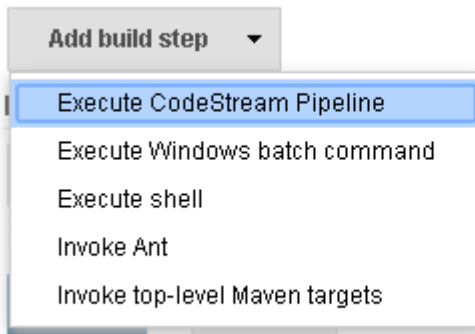 Add build step
Execute CodeStream Pipeline
Execute Windows batch command
Execute shell
Invoke Ant
Invoke top-level Maven targets